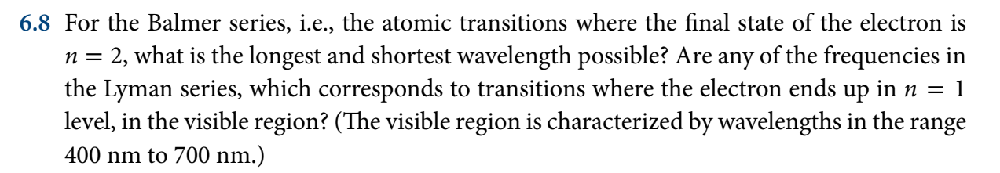 6.8 For the Balmer series, i.e., the atomic transitions where the final state of the electron is
n = 2, what is the longest and shortest wavelength possible? Are any of the frequencies in
the Lyman series, which corresponds to transitions where the electron ends up in n = 1
level, in the visible region? (The visible region is characterized by wavelengths in the range
400 nm to 700 nm.)